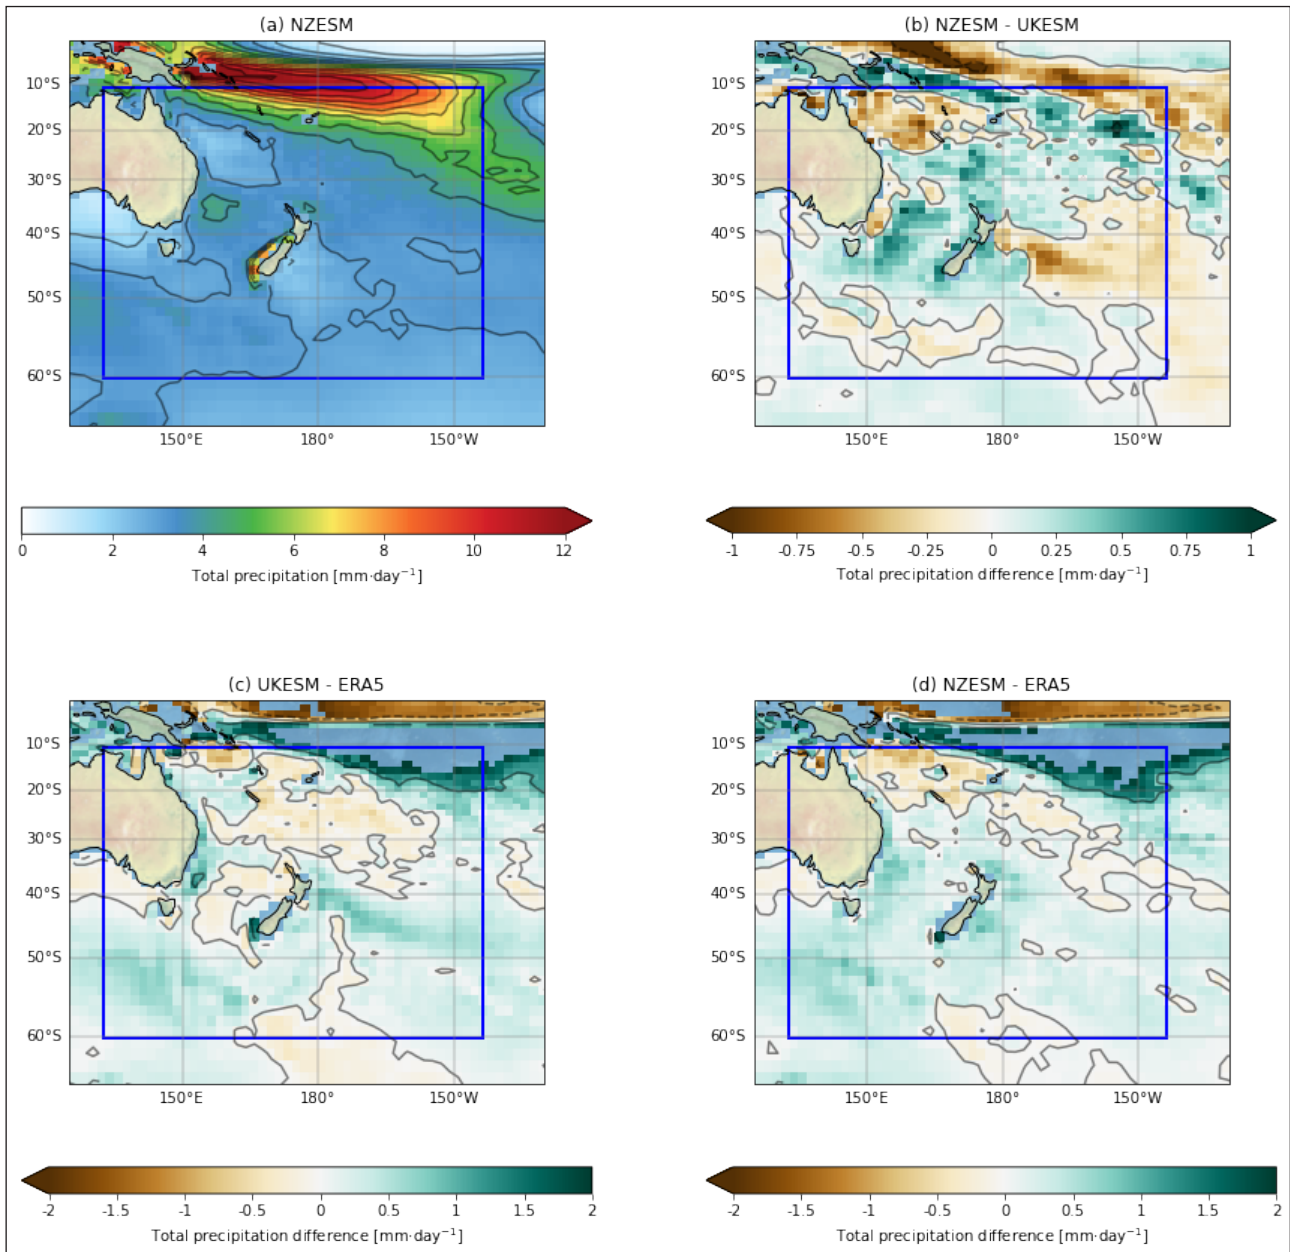 (a) NZESM
10°S
20°S
30°S
40°S
50°S
60°S
150°E 180° 150°W
0 2 4 6 8 10 12
Total precipitation [mm·day⁻¹]
(b) NZESM - UKESM
10°S
20°S
30°S
40°S
50°S
60°S
150°E 180° 150°W
-1 -0.75 -0.5 -0.25 0 0.25 0.5 0.75 1
Total precipitation difference [mm·day⁻¹]
(c) UKESM - ERA5
10°S
20°S
30°S
40°S
50°S
60°S
150°E 180° 150°W
-2 -1.5 -1 -0.5 0 0.5 1 1.5 2
Total precipitation difference [mm·day⁻¹]
(d) NZESM - ERA5
10°S
20°S
30°S
40°S
50°S
60°S
150°E 180° 150°W
-2 -1.5 -1 -0.5 0 0.5 1 1.5 2
Total precipitation difference [mm·day⁻¹]